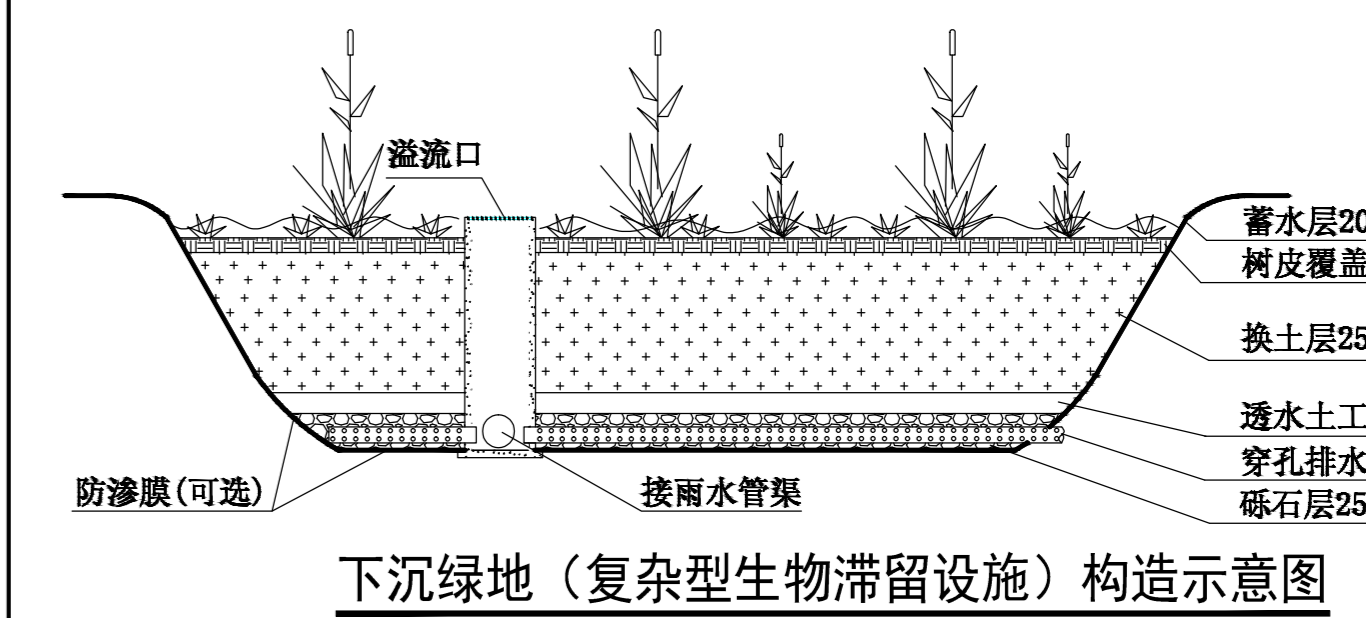 溢流口
蓄水层20
树皮覆盖
换土层25
透水土工
穿孔排水
砾石层25
防渗膜(可选)
接雨水管渠
下沉绿地（复杂型生物滞留设施）构造示意图